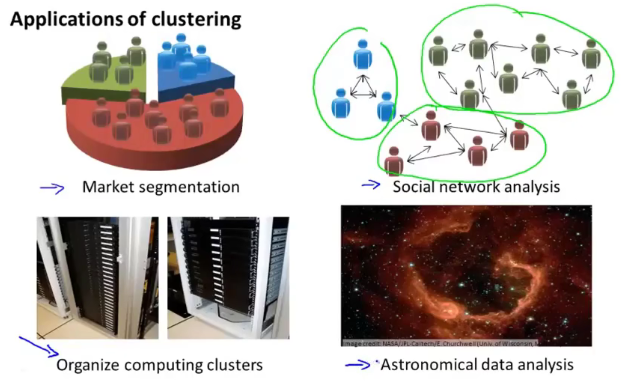 Applications of clustering
Market segmentation
Social network analysis
Image credit: NASA/JPL-Caltech/E. Churchwell (Univ. of Wisconsin, M
Organize computing clusters
Astronomical data analysis